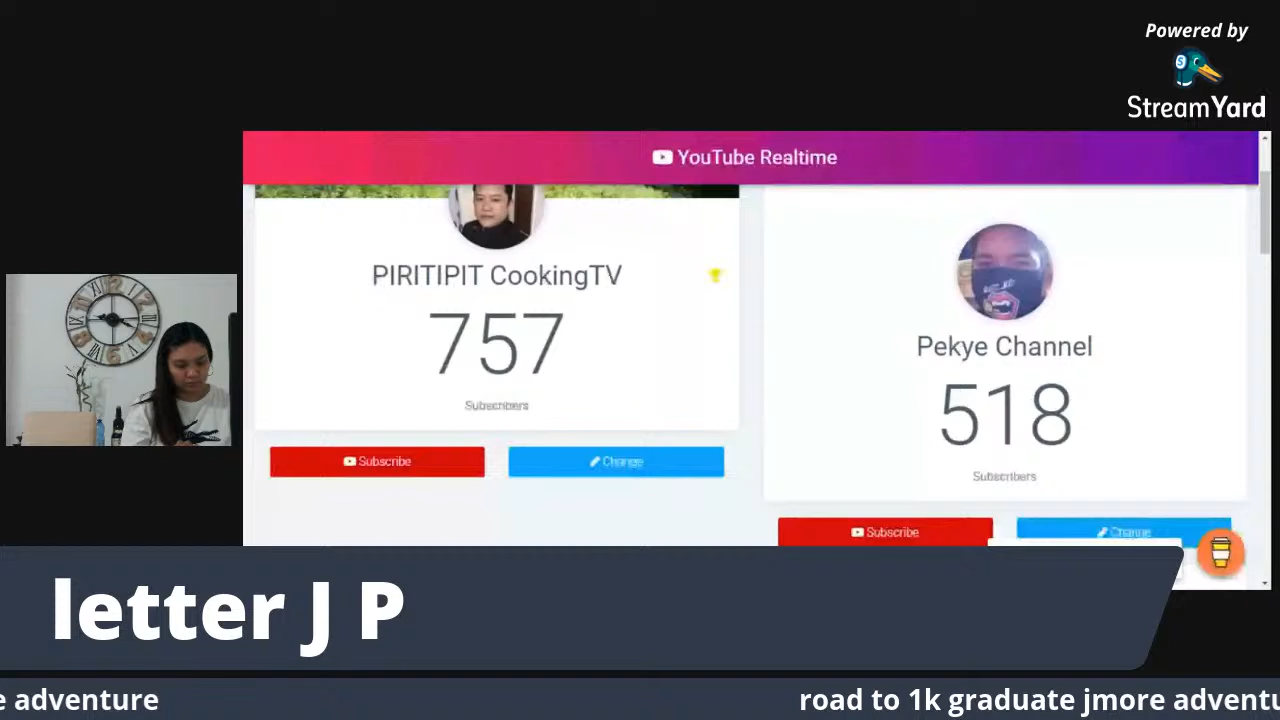 Powered by
StreamYard
YouTube Realtime
PIRITIPIT CookingTV
757
Subscribers
Subscribe
Change
Pekye Channel
518
Subscribers
Subscribe
Change
letter J P
e adventure
road to 1k graduate jmore adventu